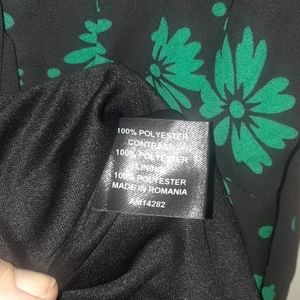 100% POLYESTER
CONTRAST
100% POLYESTER
LINING
100% POLYESTER
MADE IN ROMANIA
AM14282